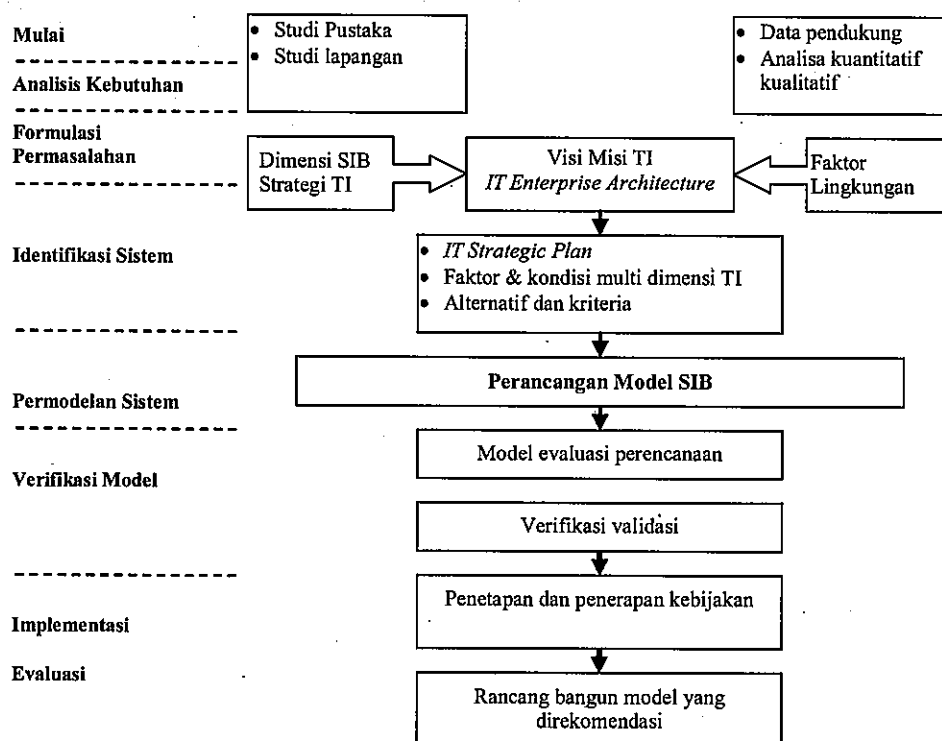 Mulai
• Studi Pustaka
• Studi lapangan
• Data pendukung
• Analisa kuantitatif
kualitatif
Analisis Kebutuhan
Formulasi
Permasalahan
Dimensi SIB
Strategi TI
Visi Misi TI
IT Enterprise Architecture
Faktor
Lingkungan
Identifikasi Sistem
• IT Strategic Plan
• Faktor & kondisi multi dimensi TI
• Alternatif dan kriteria
Perancangan Model SIB
Permodelan Sistem
Model evaluasi perencanaan
Verifikasi Model
Verifikasi validasi
Penetapan dan penerapan kebijakan
Implementasi
Evaluasi
Rancang bangun model yang
direkomendasi